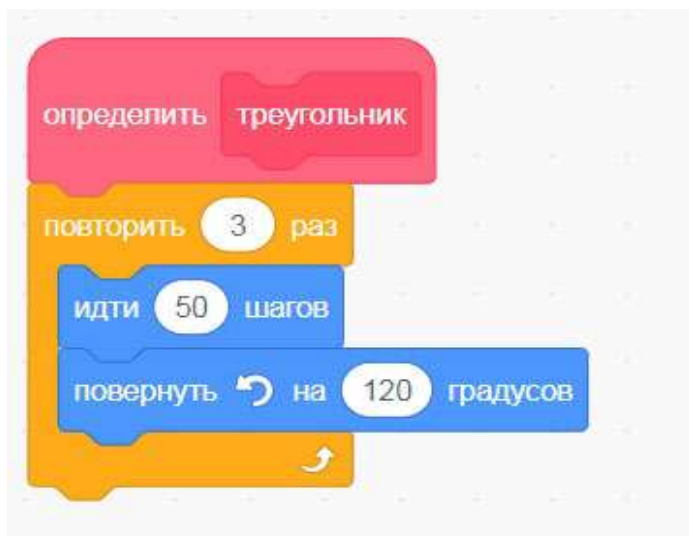 определить треугольник
повторить 3 раз
идти 50 шагов
повернуть на 120 градусов